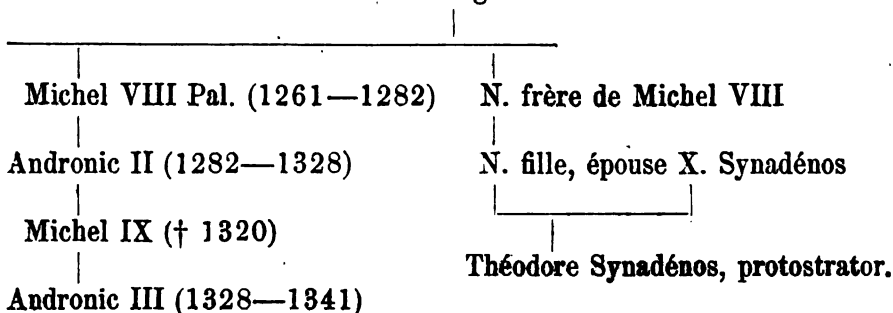 Michel VIII Pal. (1261—1282) N. frère de Michel VIII
Andronic II (1282—1328) N. fille, épouse X. Synadénos
Michel IX († 1320)
Théodore Synadénos, protostrator.
Andronic III (1328—1341)